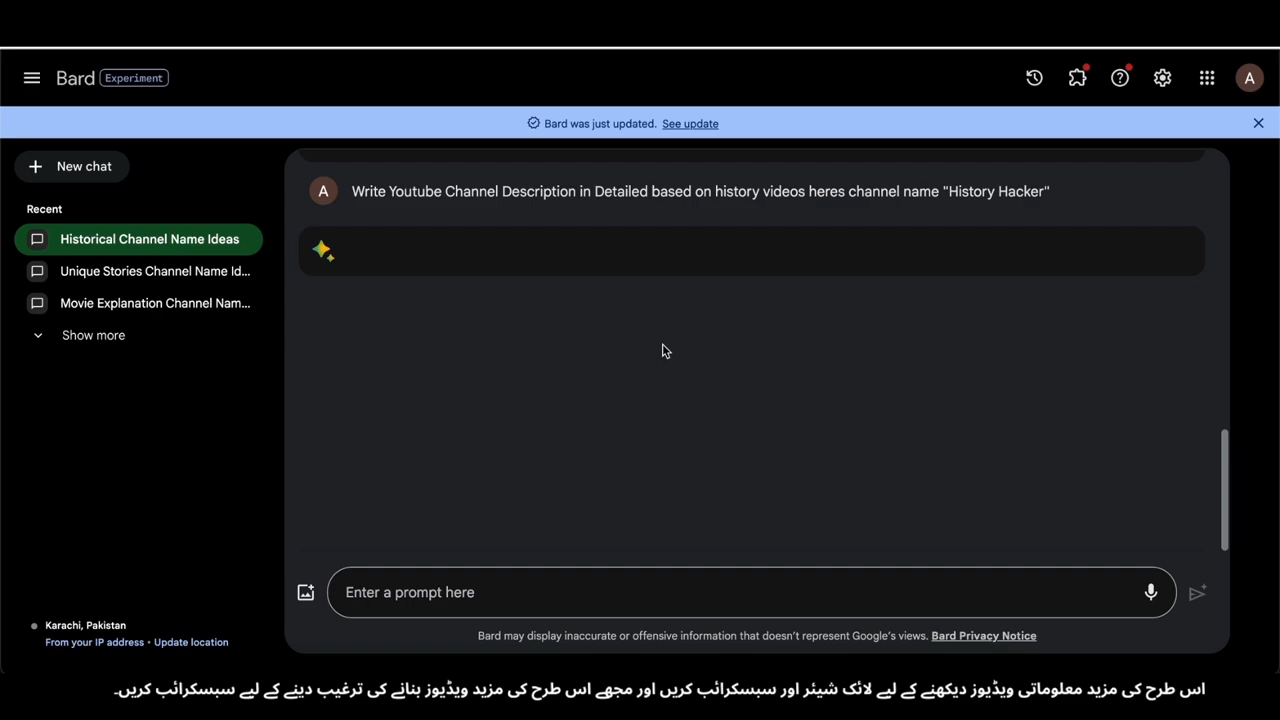 Bard Experiment
A
Bard was just updated. See update
New chat
Recent
Historical Channel Name Ideas
Unique Stories Channel Name Id...
Movie Explanation Channel Nam...
Show more
A Write Youtube Channel Description in Detailed based on history videos heres channel name "History Hacker"
Enter a prompt here
Karachi, Pakistan
From your IP address • Update location
Bard may display inaccurate or offensive information that doesn't represent Google's views. Bard Privacy Notice
اس طرح کی مزید معلوماتی ویڈیوز دیکھنے کے لیے لائک شیئر اور سبسکرائب کریں اور مجھے اس طرح کی مزید ویڈیوز بنانے کی ترغیب دینے کے لیے سبسکرائب کریں۔